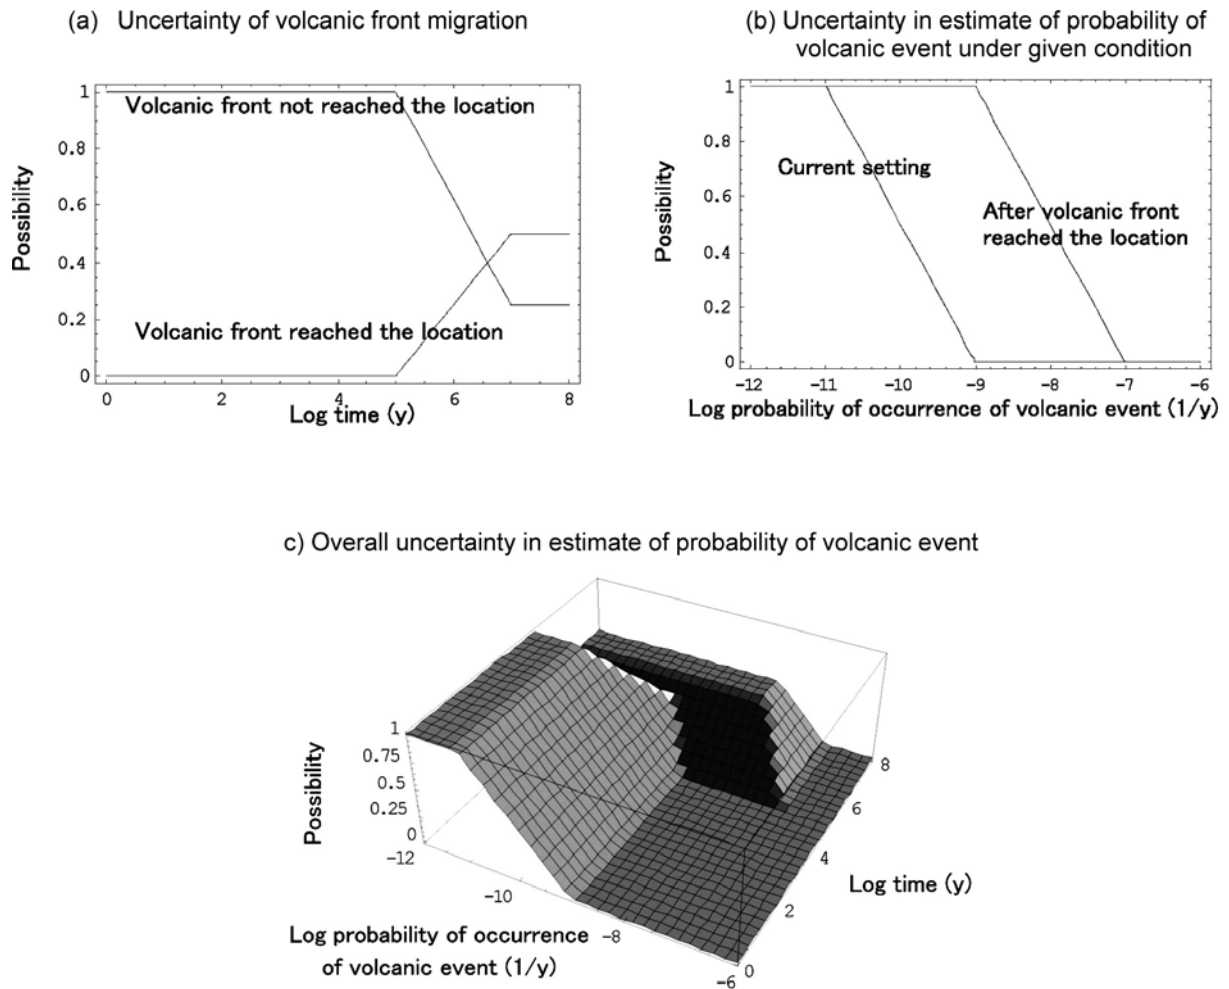 (a) Uncertainty of volcanic front migration
1
0.8
0.6
0.4
0.2
0
Possibility
Volcanic front not reached the location
Volcanic front reached the location
0 2 4 6 8
Log time (y)
(b) Uncertainty in estimate of probability of
volcanic event under given condition
1
0.8
0.6
0.4
0.2
0
Possibility
Current setting
After volcanic front
reached the location
-12 -11 -10 -9 -8 -7 -6
Log probability of occurrence of volcanic event (1/y)
c) Overall uncertainty in estimate of probability of volcanic event
Possibility
1
0.75
0.5
0.25
0
-12
-10
-8
-6
Log probability of occurrence
of volcanic event (1/y)
0
2
4
6
8
Log time (y)